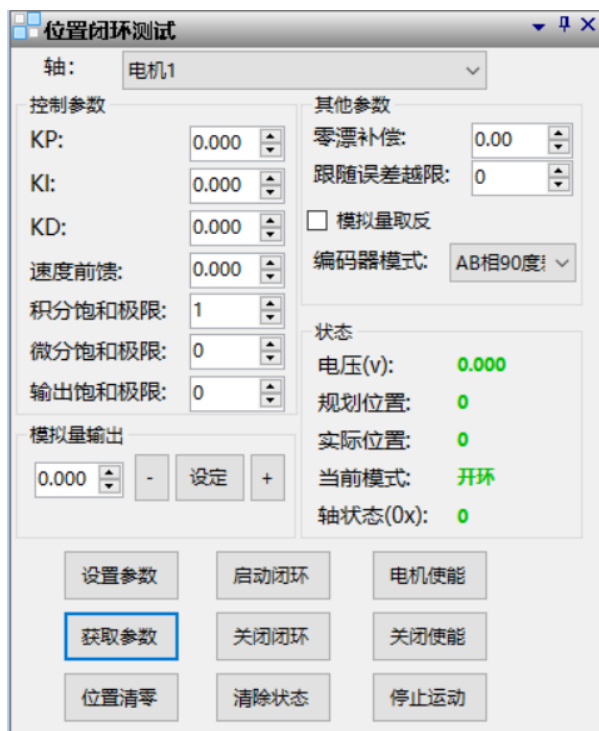 位置闭环测试
轴: 电机1
控制参数
KP: 0.000
KI: 0.000
KD: 0.000
速度前馈: 0.000
积分饱和极限: 1
微分饱和极限: 0
输出饱和极限: 0
模拟量输出
0.000 - 设定 +
其他参数
零漂补偿: 0.00
跟随误差越限: 0
模拟量取反
编码器模式: AB相90度
状态
电压(v): 0.000
规划位置: 0
实际位置: 0
当前模式: 开环
轴状态(0x): 0
设置参数 启动闭环 电机使能
获取参数 关闭闭环 关闭使能
位置清零 清除状态 停止运动